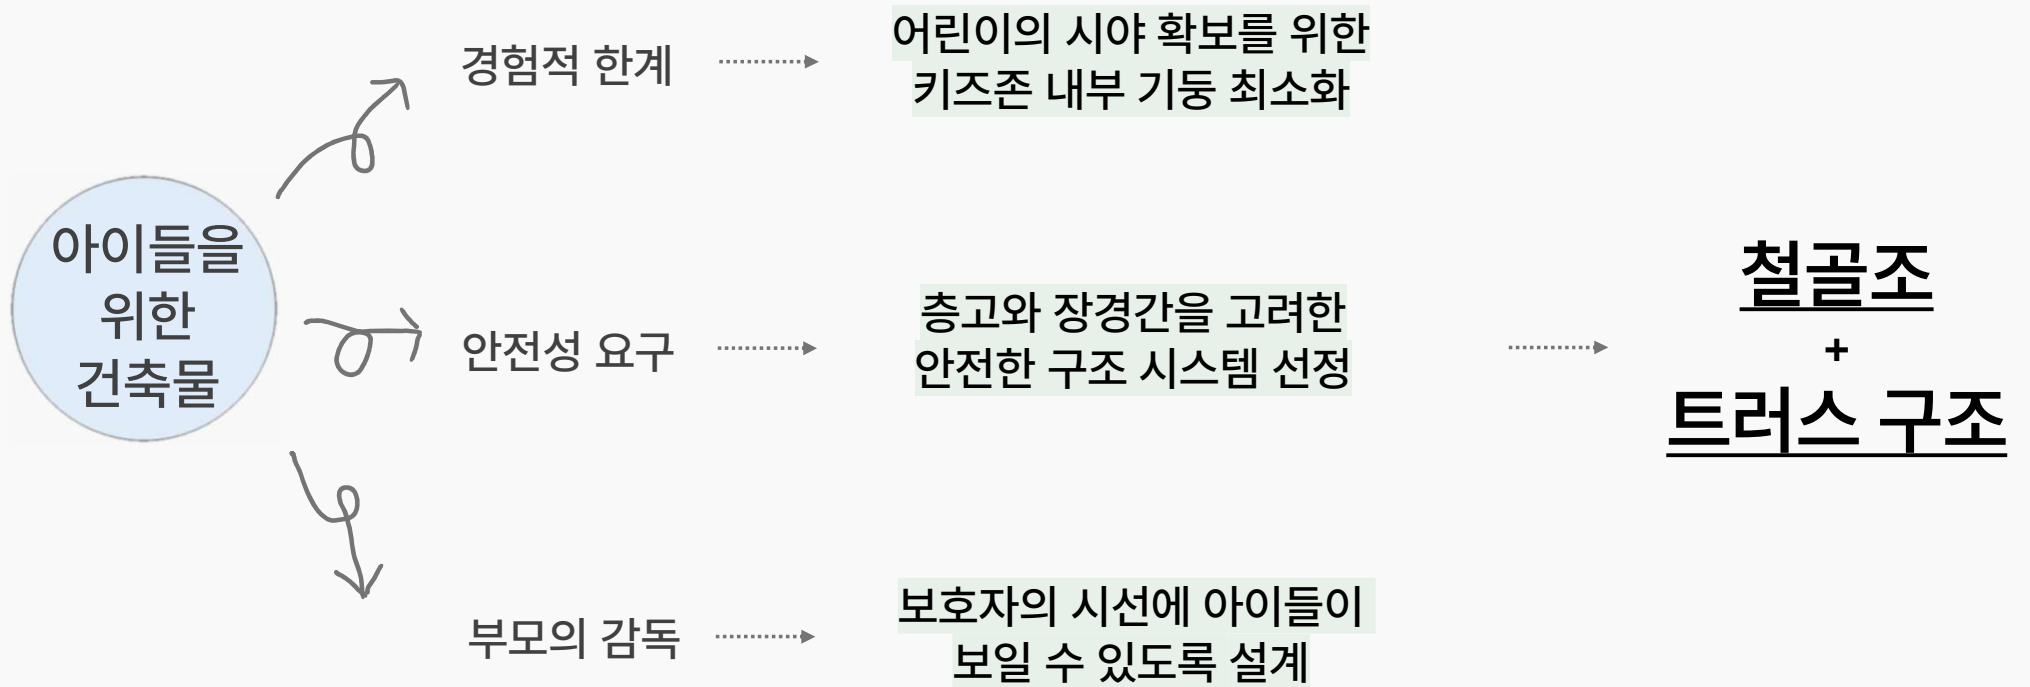 아이들을
위한
건축물
경험적 한계
어린이의 시야 확보를 위한
키즈존 내부 기둥 최소화
안전성 요구
층고와 장경간을 고려한
안전한 구조 시스템 선정
부모의 감독
보호자의 시선에 아이들이
보일 수 있도록 설계
철골조
+
트러스 구조